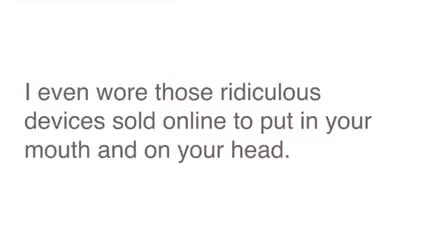 I even wore those ridiculous
devices sold online to put in your
mouth and on your head.